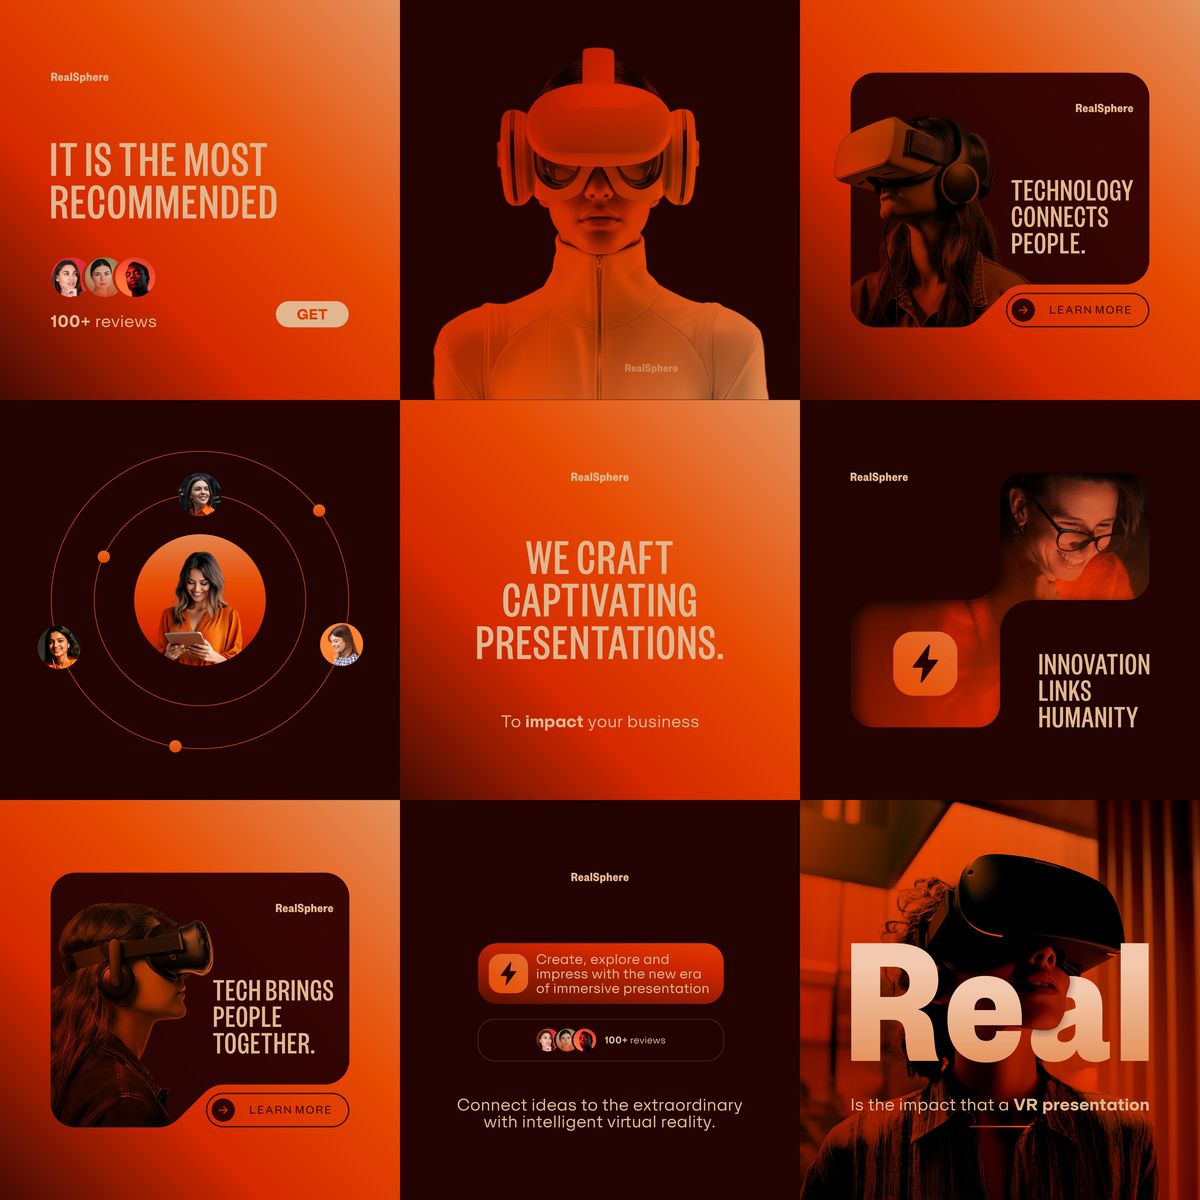 RealSphere
IT IS THE MOST
RECOMMENDED
100+ reviews
GET
RealSphere
RealSphere
TECHNOLOGY
CONNECTS
PEOPLE.
LEARN MORE
RealSphere
WE CRAFT
CAPTIVATING
PRESENTATIONS.
To impact your business
RealSphere
INNOVATION
LINKS
HUMANITY
RealSphere
TECH BRINGS
PEOPLE
TOGETHER.
LEARN MORE
RealSphere
Create, explore and
impress with the new era
of immersive presentation
100+ reviews
Connect ideas to the extraordinary
with intelligent virtual reality.
Real
Is the impact that a VR presentation